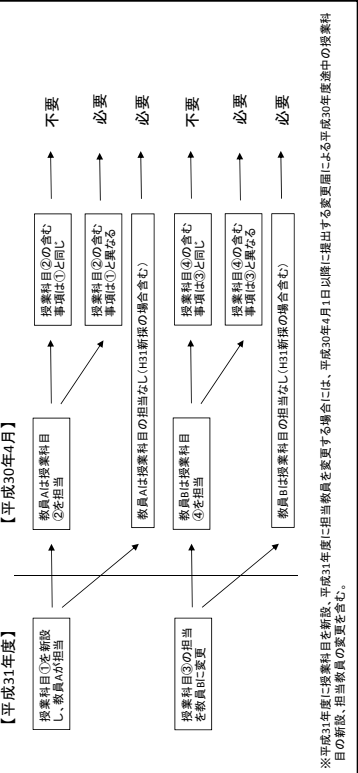 【平成31年度】
【平成30年4月】
授業科目①を新設
し、教員Aが担当
教員Aは授業科目
②を担当
授業科目②の含む
事項は①と同じ
不要
授業科目②の含む
事項は①と異なる
必要
教員Aは授業科目の担当なし(H31新採の場合含む)
必要
授業科目③の担当
を教員Bに変更
教員Bは授業科目
④を担当
授業科目④の含む
事項は③と同じ
不要
授業科目④の含む
事項は③と異なる
必要
教員Bは授業科目の担当なし(H31新採の場合含む)
必要
※平成31年度に授業科目を新設、平成31年度に担当教員を変更する場合には、平成30年4月1日以降に提出する変更届による平成30年度途中の授業科
目の新設、担当教員の変更を含む。